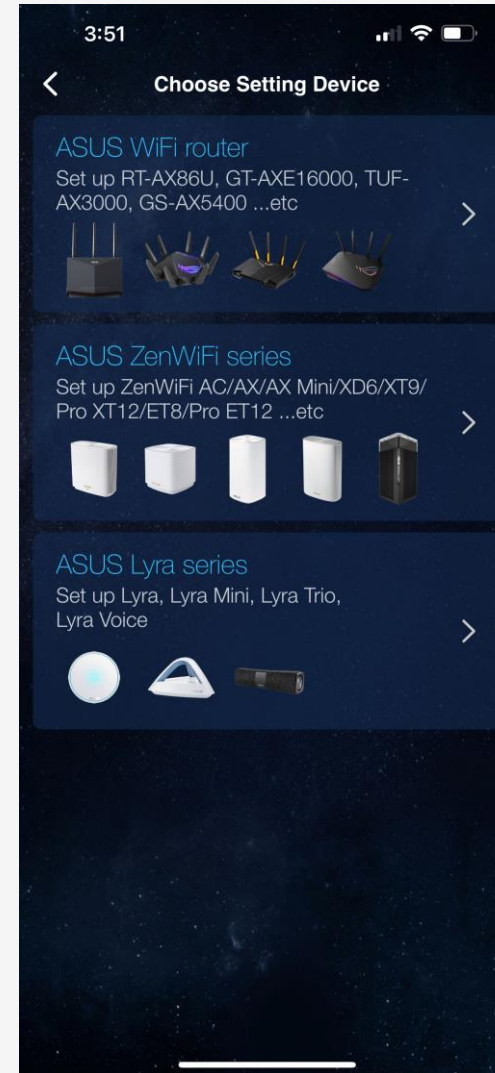 3:51
Choose Setting Device
ASUS WiFi router
Set up RT-AX86U, GT-AXE16000, TUF-
AX3000, GS-AX5400 ...etc
ASUS ZenWiFi series
Set up ZenWiFi AC/AX/AX Mini/XD6/XT9/
Pro XT12/ET8/Pro ET12 ...etc
ASUS Lyra series
Set up Lyra, Lyra Mini, Lyra Trio,
Lyra Voice